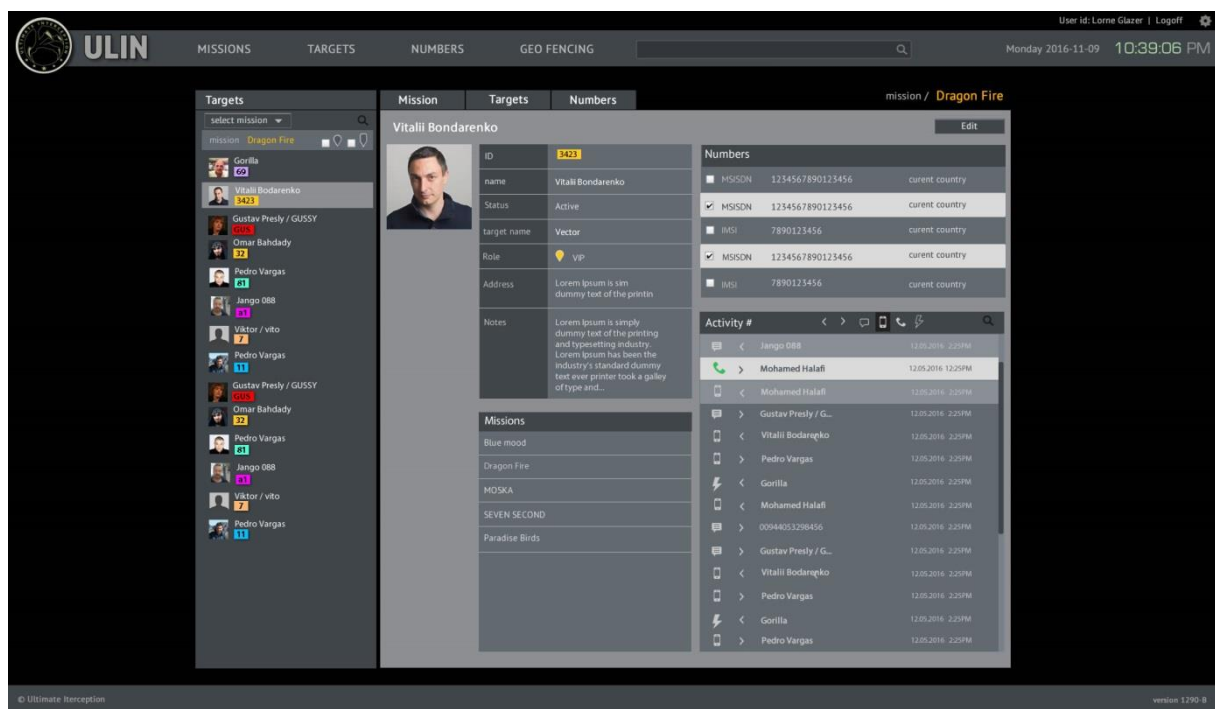 User id: Lorne Glazer | Logoff
ULIN
MISSIONS TARGETS NUMBERS GEO FENCING
Monday 2016-11-09 10:39:06 PM
Targets
select mission
mission Dragon Fire
Gorilla
69
Vitalii Bodarenko
3423
Gustav Presly / GUSSY
GUS
Omar Bahdady
32
Pedro Vargas
81
Jango 088
a1
Viktor / vito
7
Pedro Vargas
11
Gustav Presly / GUSSY
GUS
Omar Bahdady
32
Pedro Vargas
81
Jango 088
a1
Viktor / vito
7
Pedro Vargas
11
Mission Targets Numbers
mission / Dragon Fire
Vitalii Bondarenko
Edit
ID 3423
name Vitalii Bondarenko
Status Active
target name Vector
Role VIP
Address Lorem Ipsum is sim
dummy text of the printin
Notes Lorem Ipsum is simply
dummy text of the printing
and typesetting industry.
Lorem Ipsum has been the
industry's standard dummy
text ever printer took a galley
of type and...
Missions
Blue mood
Dragon Fire
MOSKA
SEVEN SECOND
Paradise Birds
Numbers
MSISDN 1234567890123456 curent country
MSISDN 1234567890123456 curent country
IMSI 7890123456 curent country
MSISDN 1234567890123456 curent country
IMSI 7890123456 curent country
Activity #
Jango 088 12.05.2016 2:25PM
Mohamed Halafi 12.05.2016 12:25PM
Mohamed Halafi 12.05.2016 2:25PM
Gustav Presly / G... 12.05.2016 2:25PM
Vitalii Bodarenko 12.05.2016 2:25PM
Pedro Vargas 12.05.2016 2:25PM
Gorilla 12.05.2016 2:25PM
Mohamed Halafi 12.05.2016 2:25PM
00944053298456 12.05.2016 2:25PM
Gustav Presly / G... 12.05.2016 2:25PM
Vitalii Bodarenko 12.05.2016 2:25PM
Pedro Vargas 12.05.2016 2:25PM
Gorilla 12.05.2016 2:25PM
Pedro Vargas 12.05.2016 2:25PM
© Ultimate Iterception
version 1290-B